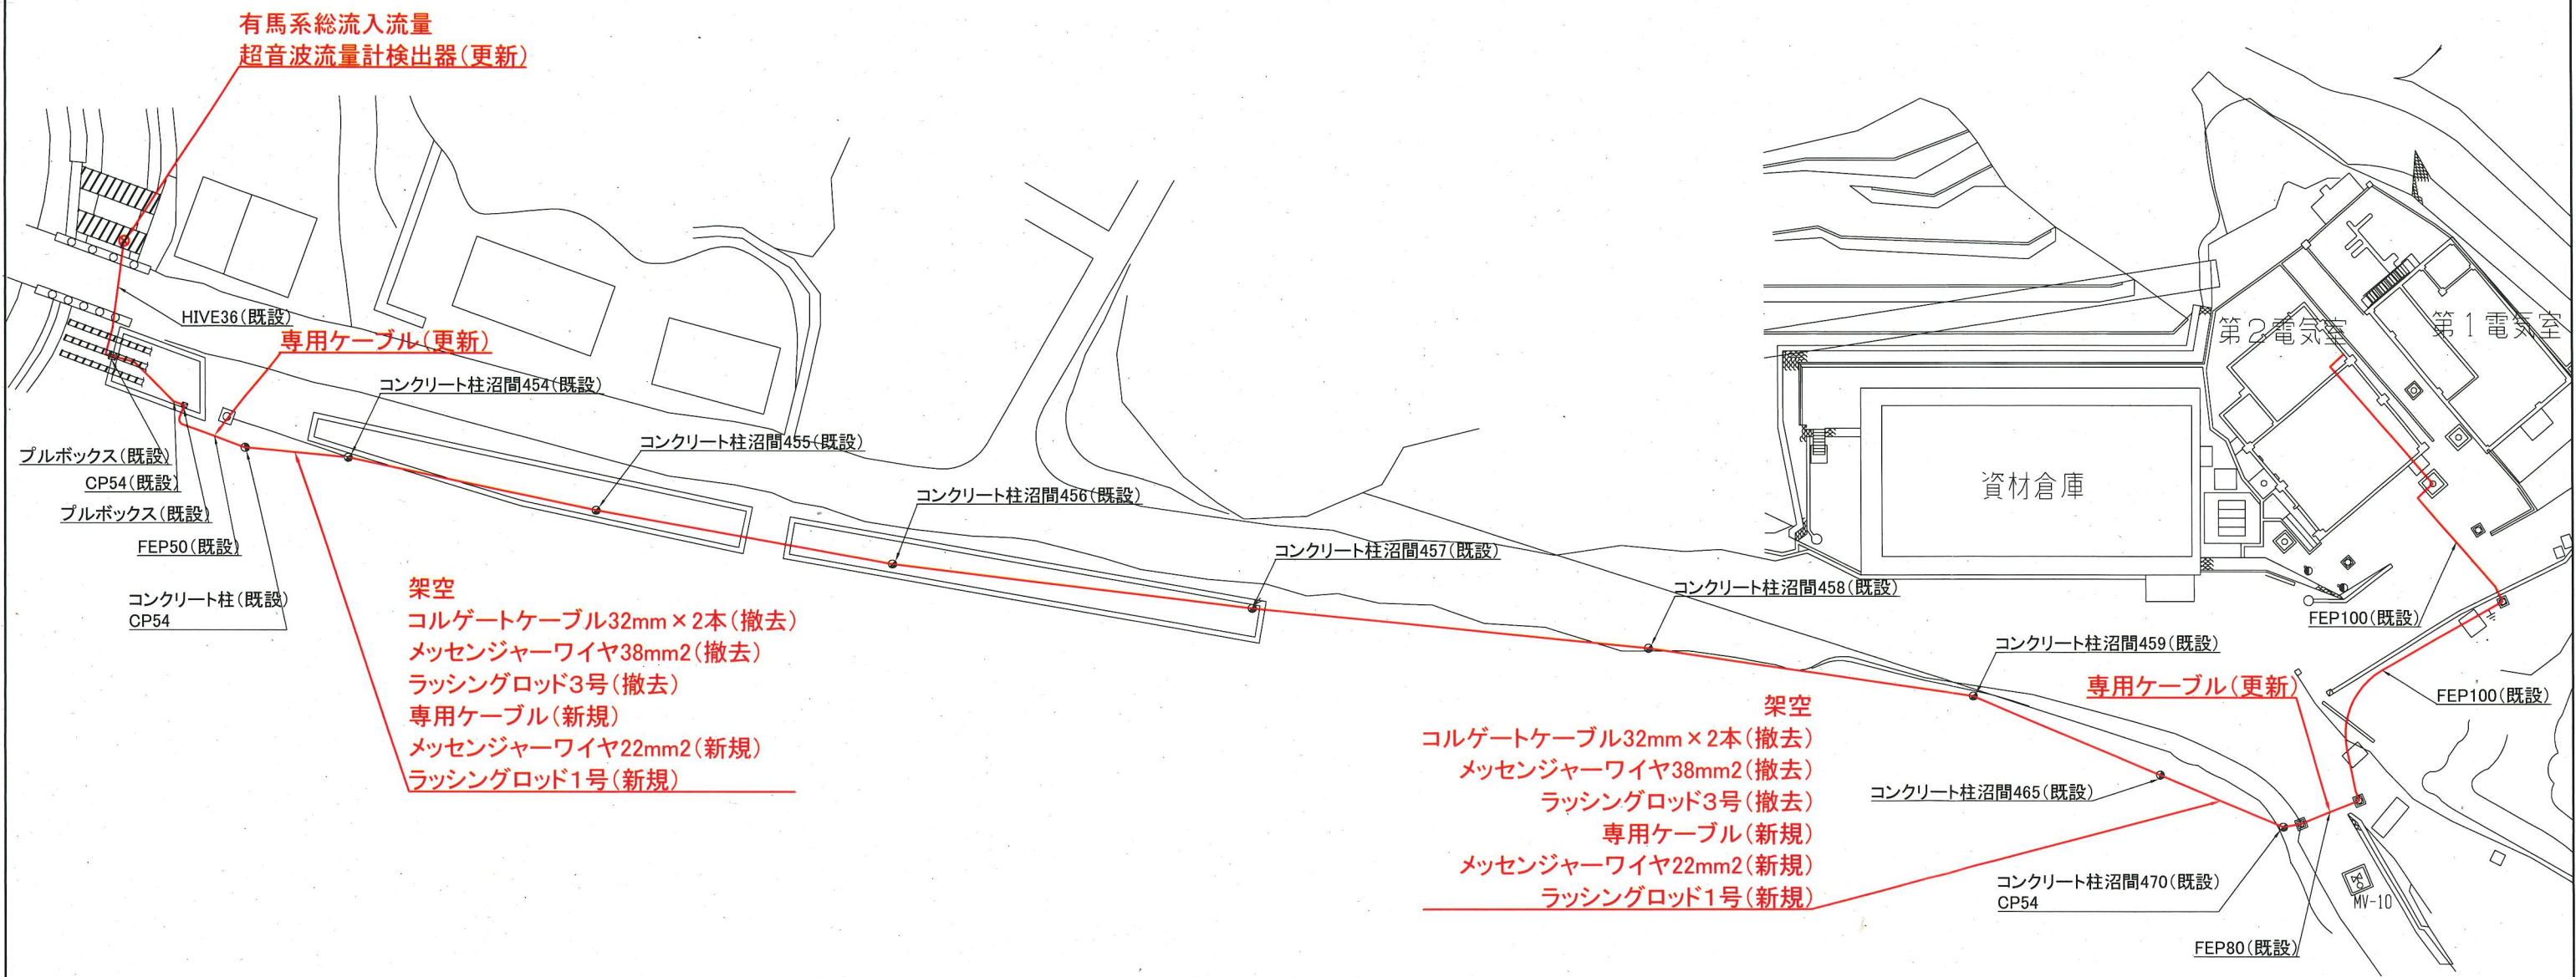 有馬系総流入流量
超音波流量計検出器(更新)
HIVE36(既設)
専用ケーブル(更新)
コンクリート柱沼間454(既設)
コンクリート柱沼間455(既設)
コンクリート柱沼間456(既設)
コンクリート柱沼間457(既設)
コンクリート柱沼間458(既設)
コンクリート柱沼間459(既設)
プルボックス(既設)
CP54(既設)
プルボックス(既設)
FEP50(既設)
コンクリート柱(既設)
CP54
架空
コルゲートケーブル32mm×2本(撤去)
メッセンジャーワイヤ38mm2(撤去)
ラッシングロッド3号(撤去)
専用ケーブル(新規)
メッセンジャーワイヤ22mm2(新規)
ラッシングロッド1号(新規)
第2電気室
第1電気室
資材倉庫
FEP100(既設)
専用ケーブル(更新)
FEP100(既設)
架空
コルゲートケーブル32mm×2本(撤去)
メッセンジャーワイヤ38mm2(撤去)
ラッシングロッド3号(撤去)
専用ケーブル(新規)
メッセンジャーワイヤ22mm2(新規)
ラッシングロッド1号(新規)
コンクリート柱沼間465(既設)
コンクリート柱沼間470(既設)
CP54
MV-10
FEP80(既設)